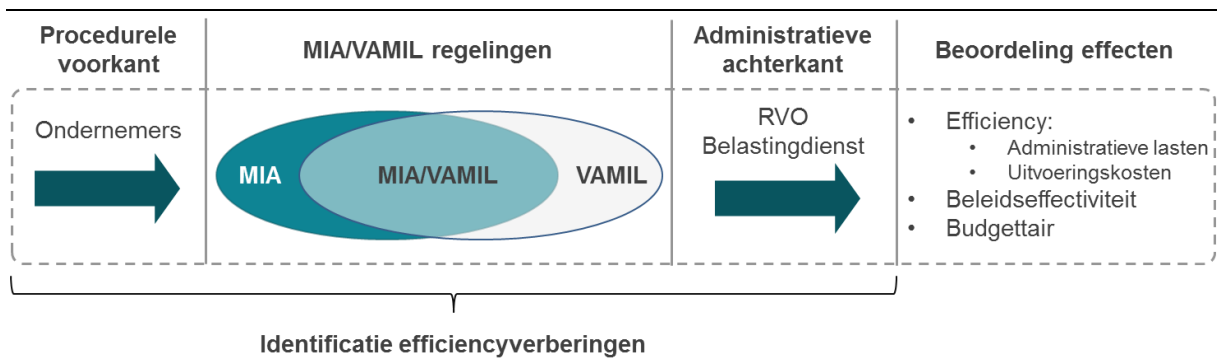 Procedurele
voorkant
MIA/VAMIL regelingen
Administratieve
achterkant
Beoordeling effecten
Ondernemers
MIA
MIA/VAMIL
VAMIL
RVO
Belastingdienst
• Efficiency:
• Administratieve lasten
• Uitvoeringskosten
• Beleidseffectiviteit
• Budgettair
Identificatie efficiencyverberingen